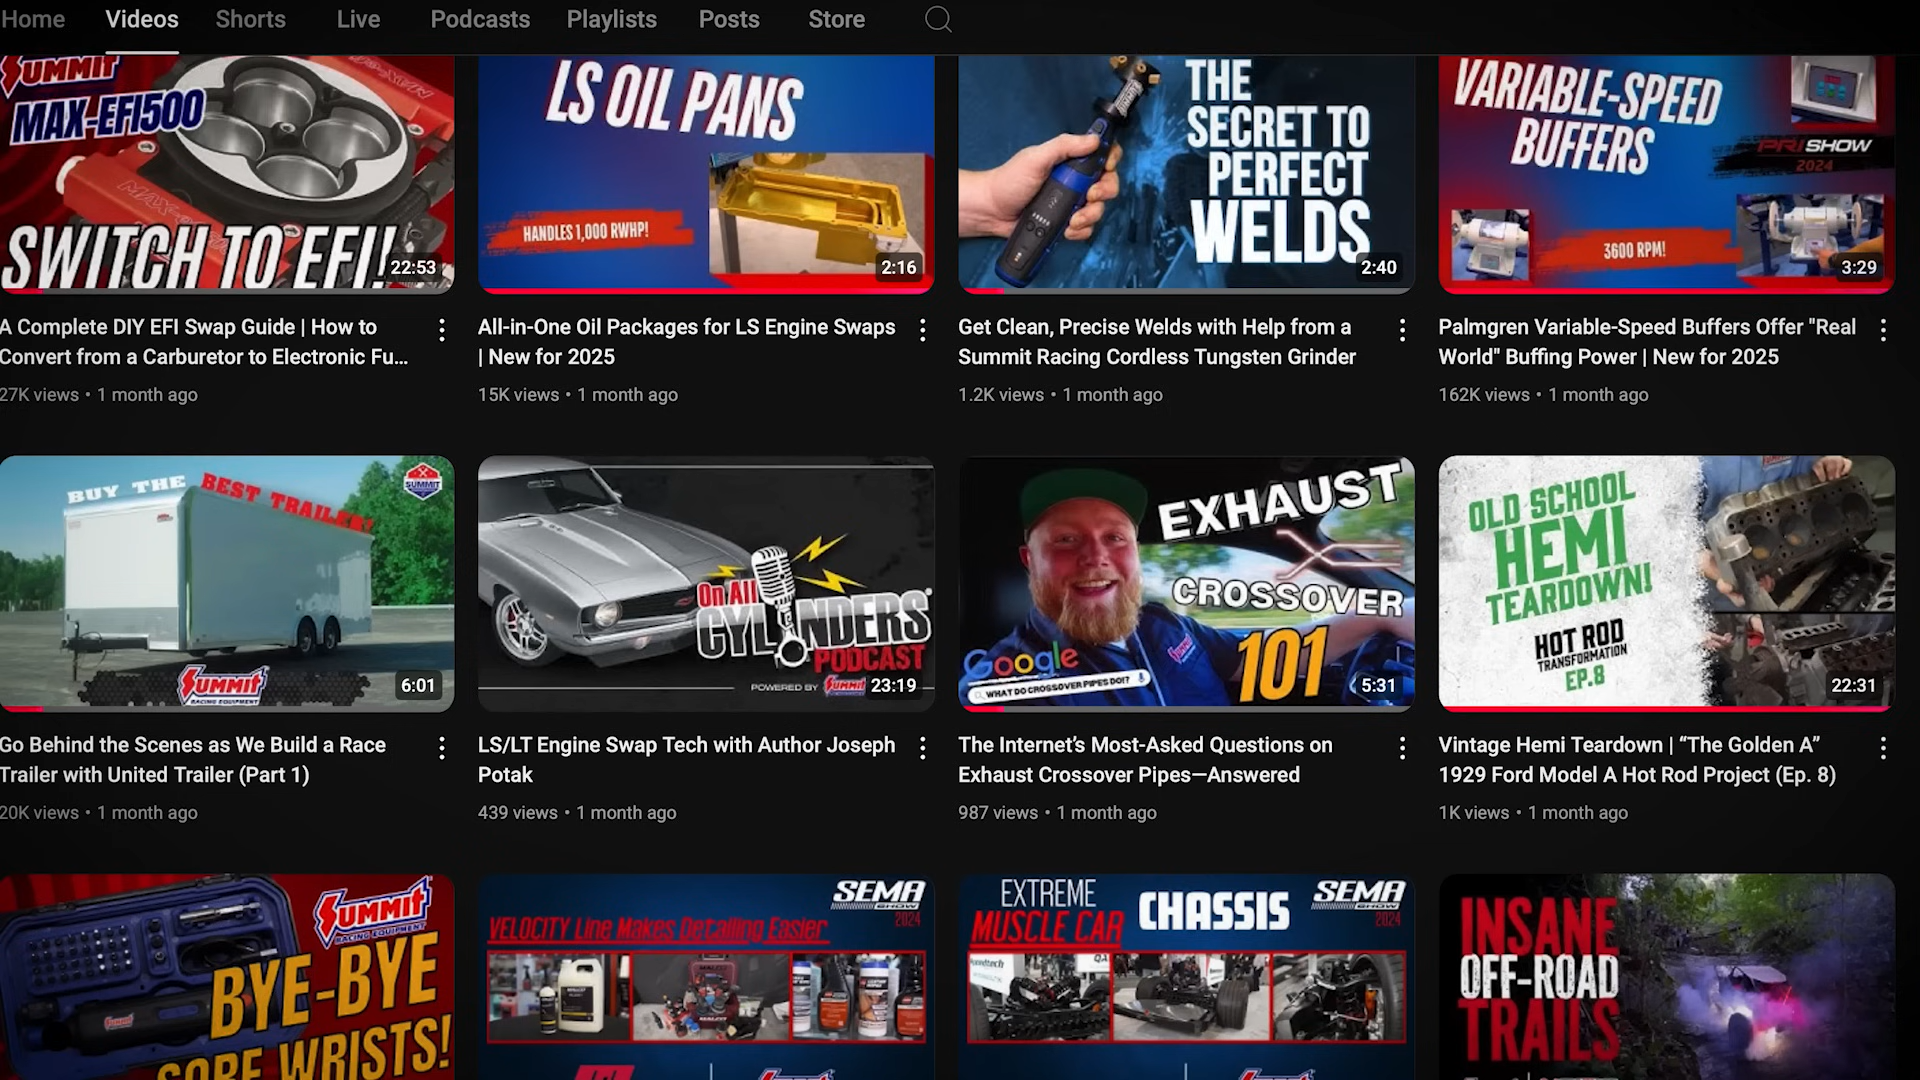 Home Videos Shorts Live Podcasts Playlists Posts Store
SUMMIT
MAX-EFI500
SWITCH TO EFI!
22:53
LS OIL PANS
HANDLES 1,000 RWHP!
2:16
THE
SECRET TO
PERFECT
WELDS
2:40
VARIABLE-SPEED
BUFFERS
PRI SHOW
2024
3600 RPM!
3:29
A Complete DIY EFI Swap Guide | How to
Convert from a Carburetor to Electronic Fu...
27K views • 1 month ago
All-in-One Oil Packages for LS Engine Swaps
| New for 2025
15K views • 1 month ago
Get Clean, Precise Welds with Help from a
Summit Racing Cordless Tungsten Grinder
1.2K views • 1 month ago
Palmgren Variable-Speed Buffers Offer "Real
World" Buffing Power | New for 2025
162K views • 1 month ago
BUY THE BEST TRAILER!
SUMMIT
SUMMIT
RACING EQUIPMENT
6:01
On All
CYLINDERS
PODCAST
POWERED BY SUMMIT
23:19
EXHAUST
CROSSOVER
101
Google
WHAT DO CROSSOVER PIPES DO?
5:31
OLD SCHOOL
HEMI
TEARDOWN!
HOT ROD
TRANSFORMATION
EP.8
22:31
Go Behind the Scenes as We Build a Race
Trailer with United Trailer (Part 1)
20K views • 1 month ago
LS/LT Engine Swap Tech with Author Joseph
Potak
439 views • 1 month ago
The Internet’s Most-Asked Questions on
Exhaust Crossover Pipes—Answered
987 views • 1 month ago
Vintage Hemi Teardown | “The Golden A”
1929 Ford Model A Hot Rod Project (Ep. 8)
1K views • 1 month ago
SUMMIT
RACING EQUIPMENT
BYE-BYE
SORE WRISTS!
SEMA
SHOW
2024
VELOCITY Line Makes Detailing Easier
EXTREME
MUSCLE CAR
CHASSIS
SEMA
SHOW
2024
INSANE
OFF-ROAD
TRAILS